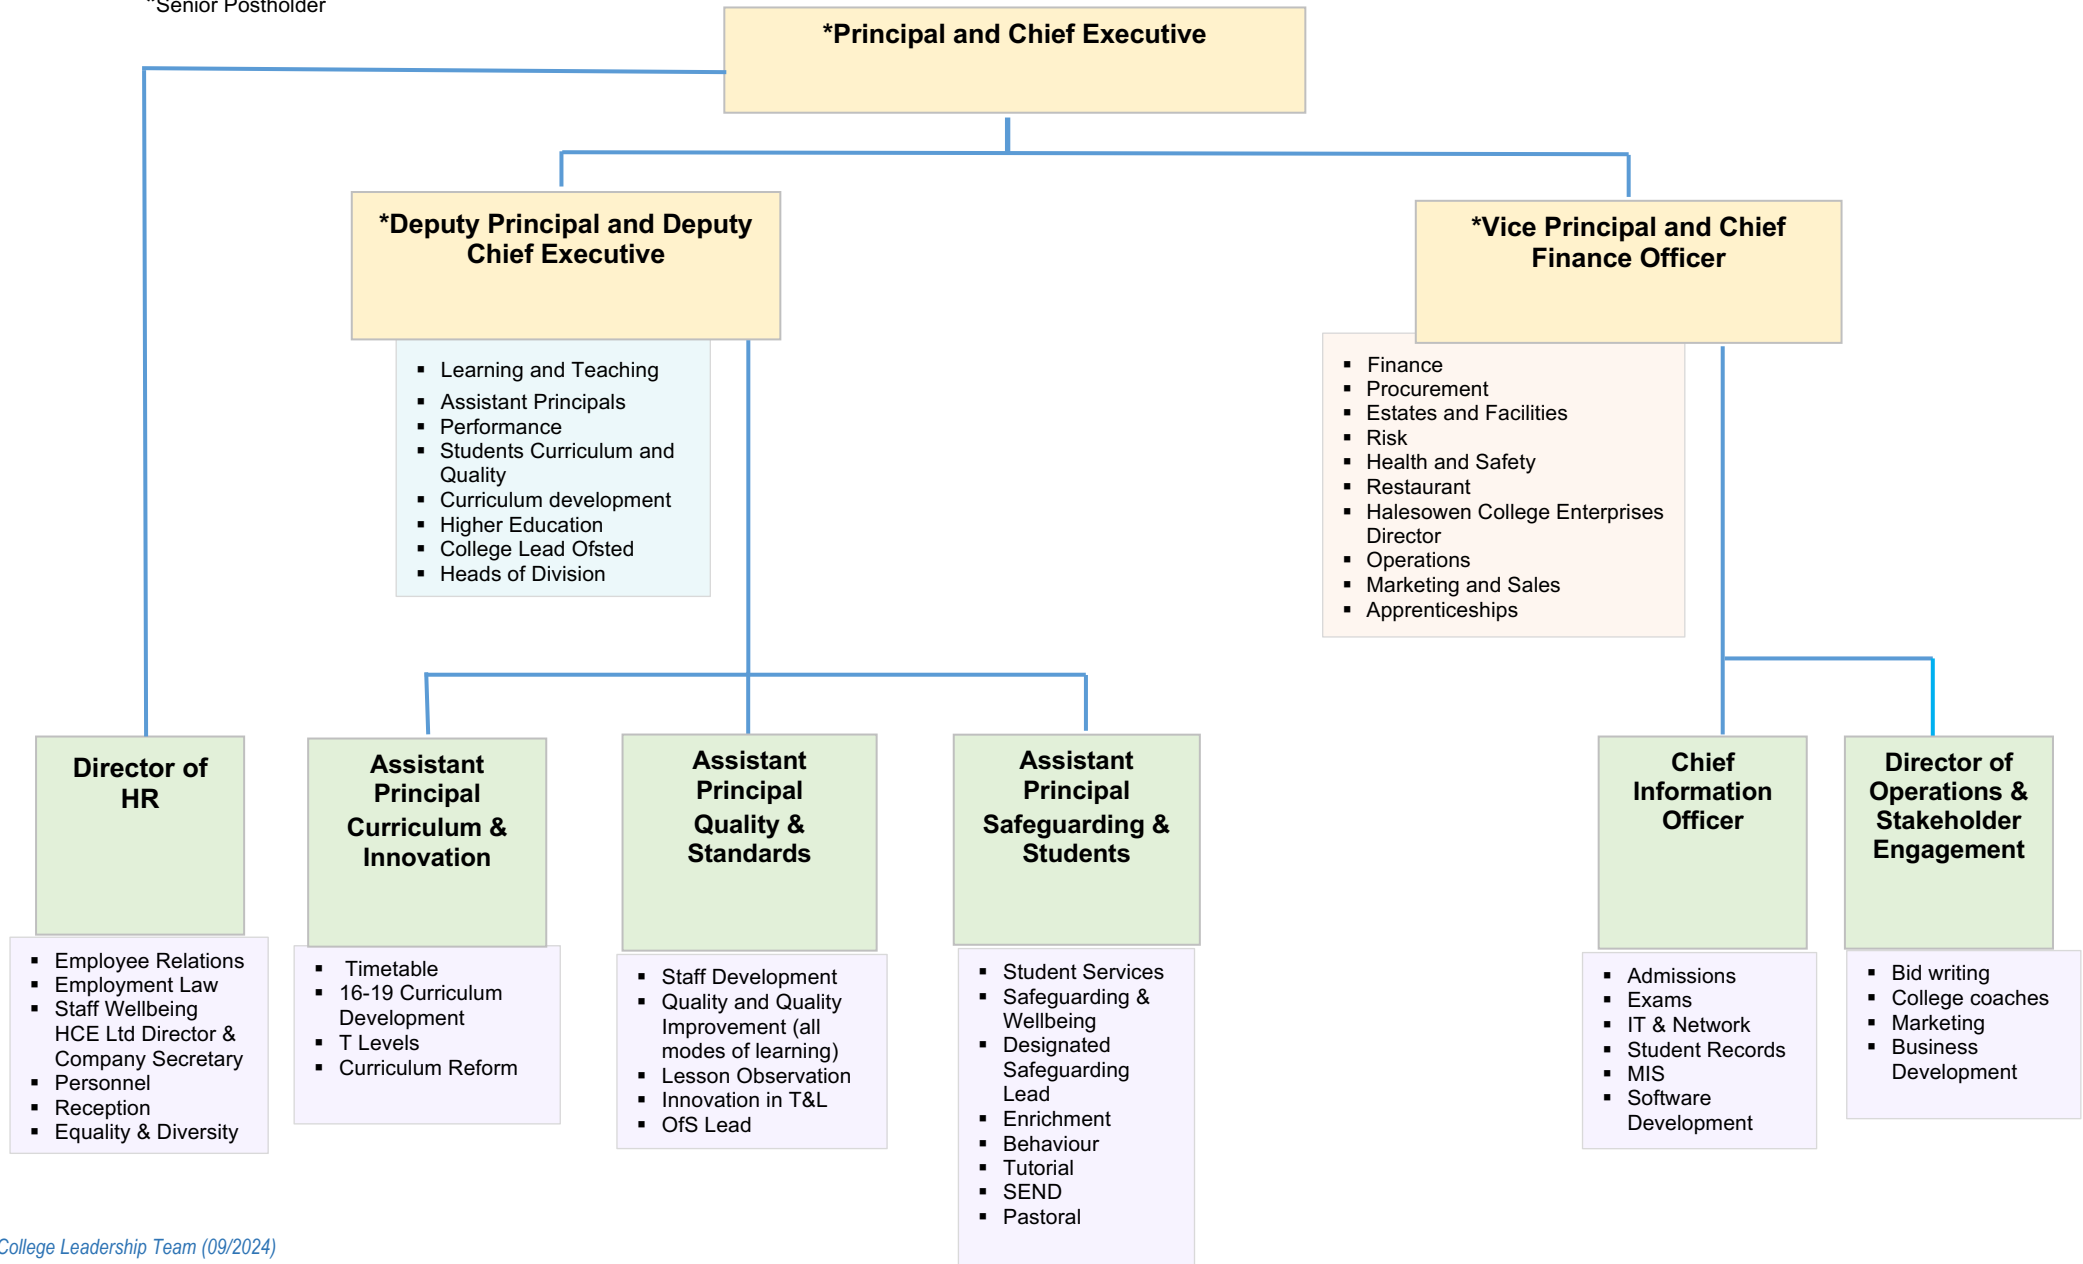 *Senior Postholder
*Principal and Chief Executive
*Deputy Principal and Deputy
Chief Executive
▪ Learning and Teaching
▪ Assistant Principals
▪ Performance
▪ Students Curriculum and
Quality
▪ Curriculum development
▪ Higher Education
▪ College Lead Ofsted
▪ Heads of Division
*Vice Principal and Chief
Finance Officer
▪ Finance
▪ Procurement
▪ Estates and Facilities
▪ Risk
▪ Health and Safety
▪ Restaurant
▪ Halesowen College Enterprises
Director
▪ Operations
▪ Marketing and Sales
▪ Apprenticeships
Director of
HR
▪ Employee Relations
▪ Employment Law
▪ Staff Wellbeing
HCE Ltd Director &
Company Secretary
▪ Personnel
▪ Reception
▪ Equality & Diversity
Assistant
Principal
Curriculum &
Innovation
▪ Timetable
▪ 16-19 Curriculum
Development
▪ T Levels
▪ Curriculum Reform
Assistant
Principal
Quality &
Standards
▪ Staff Development
▪ Quality and Quality
Improvement (all
modes of learning)
▪ Lesson Observation
▪ Innovation in T&L
▪ OfS Lead
Assistant
Principal
Safeguarding &
Students
▪ Student Services
▪ Safeguarding &
Wellbeing
▪ Designated
Safeguarding
Lead
▪ Enrichment
▪ Behaviour
▪ Tutorial
▪ SEND
▪ Pastoral
Chief
Information
Officer
▪ Admissions
▪ Exams
▪ IT & Network
▪ Student Records
▪ MIS
▪ Software
Development
Director of
Operations &
Stakeholder
Engagement
▪ Bid writing
▪ College coaches
▪ Marketing
▪ Business
Development
College Leadership Team (09/2024)